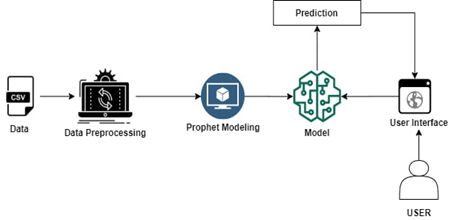 Prediction
CSV
Data
Data Preprocessing
Prophet Modeling
Model
User Interface
USER